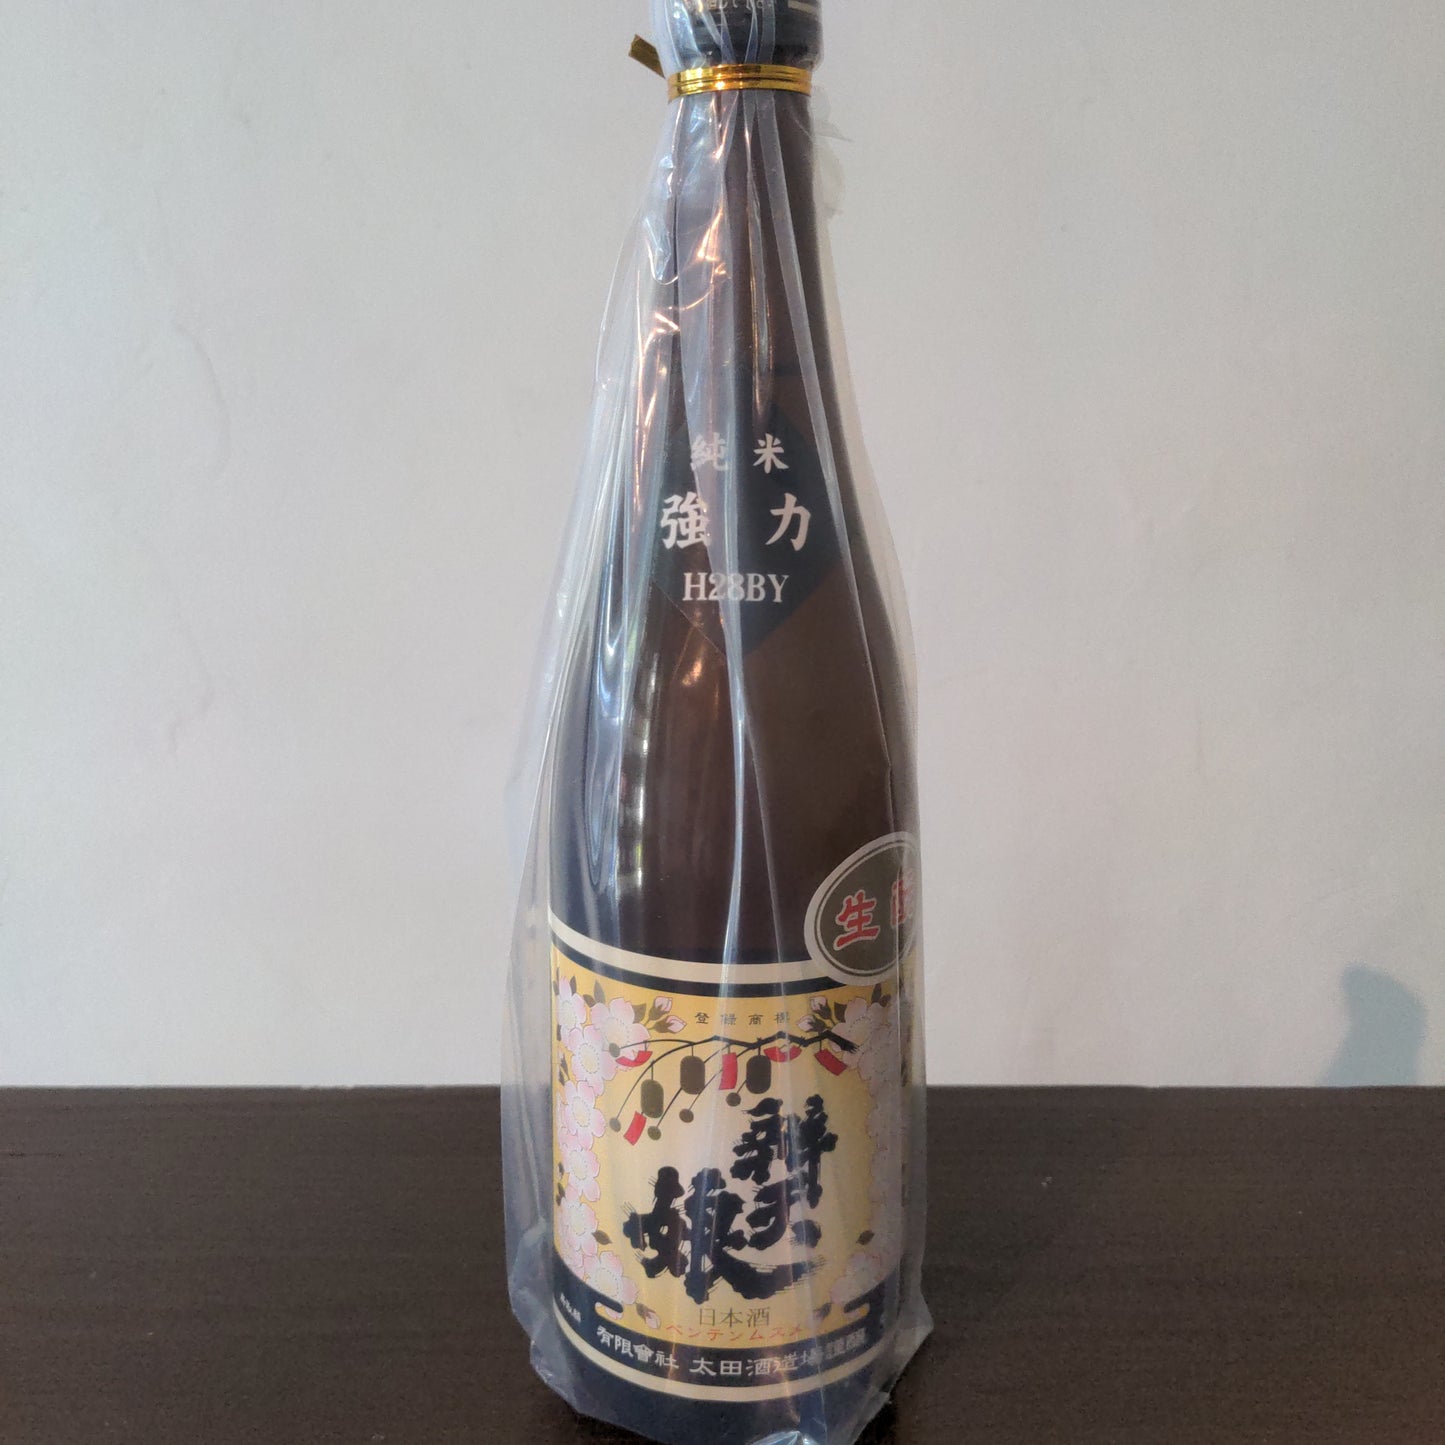 純米
強力
H28BY
生
登録商標
辨天
娘
日本酒
ベンテンムスメ
有限會社 太田酒造場謹醸